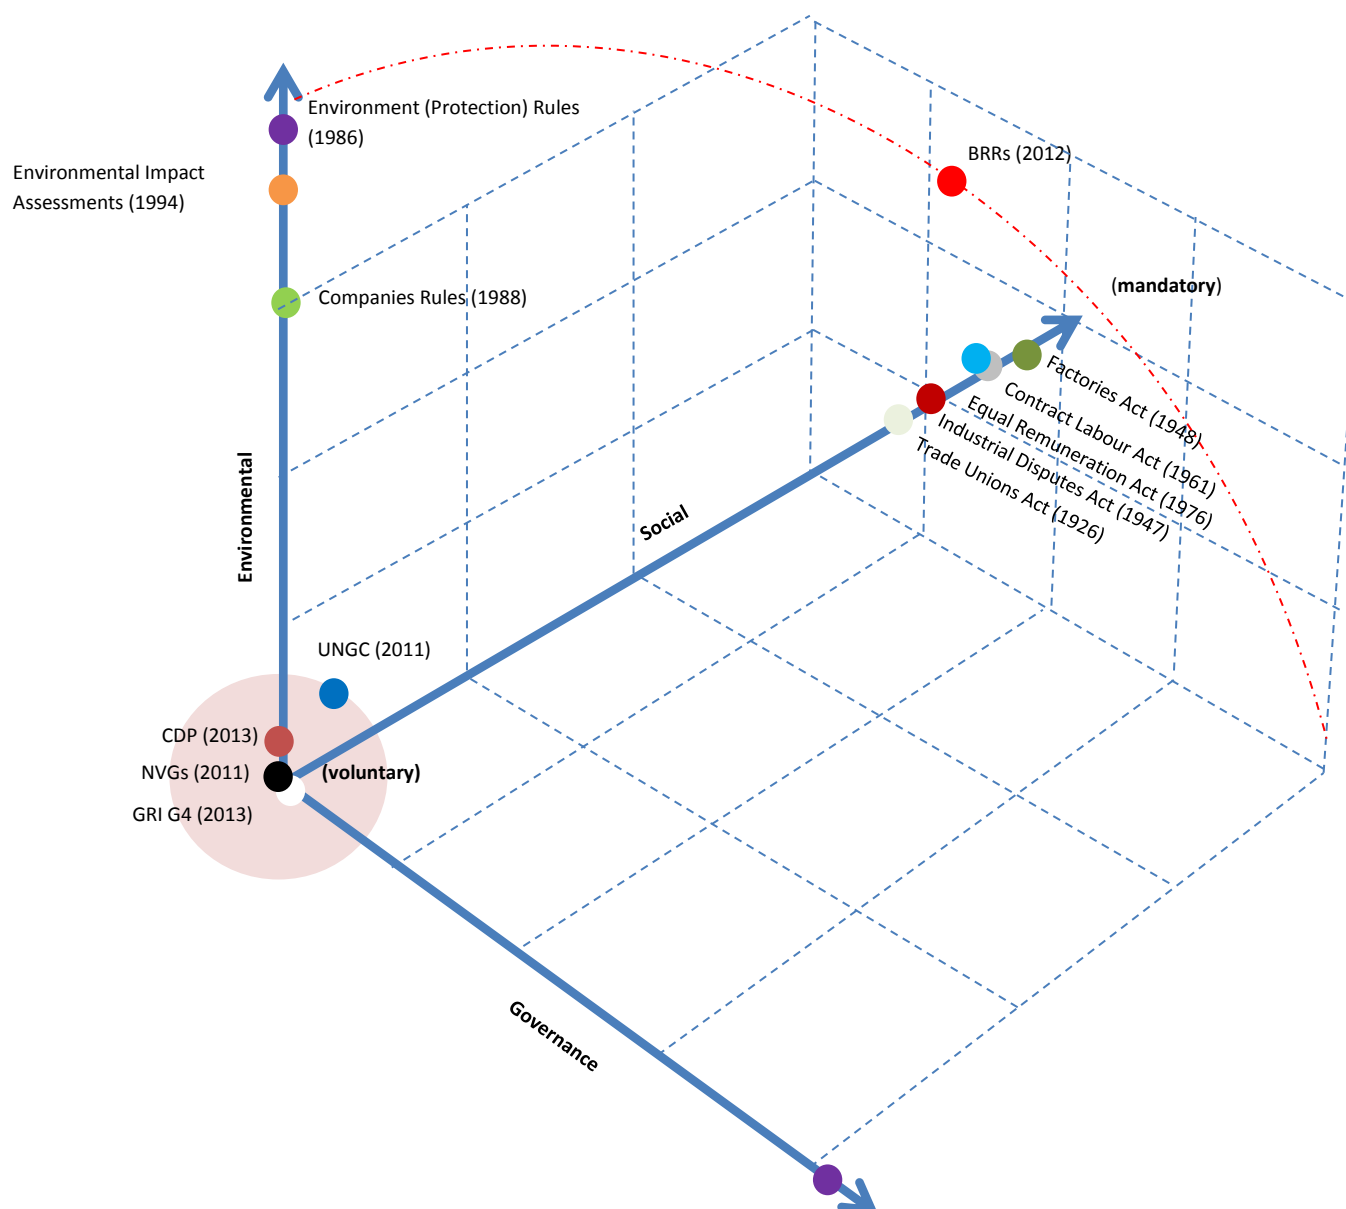 Environment (Protection) Rules
(1986)
Environmental Impact
Assessments (1994)
BRRs (2012)
Companies Rules (1988)
(mandatory)
Factories Act (1948)
Contract Labour Act (1961)
Equal Remuneration Act (1976)
Industrial Disputes Act (1947)
Trade Unions Act (1926)
Environmental
Social
UNGC (2011)
CDP (2013)
NVGs (2011)
(voluntary)
GRI G4 (2013)
Governance